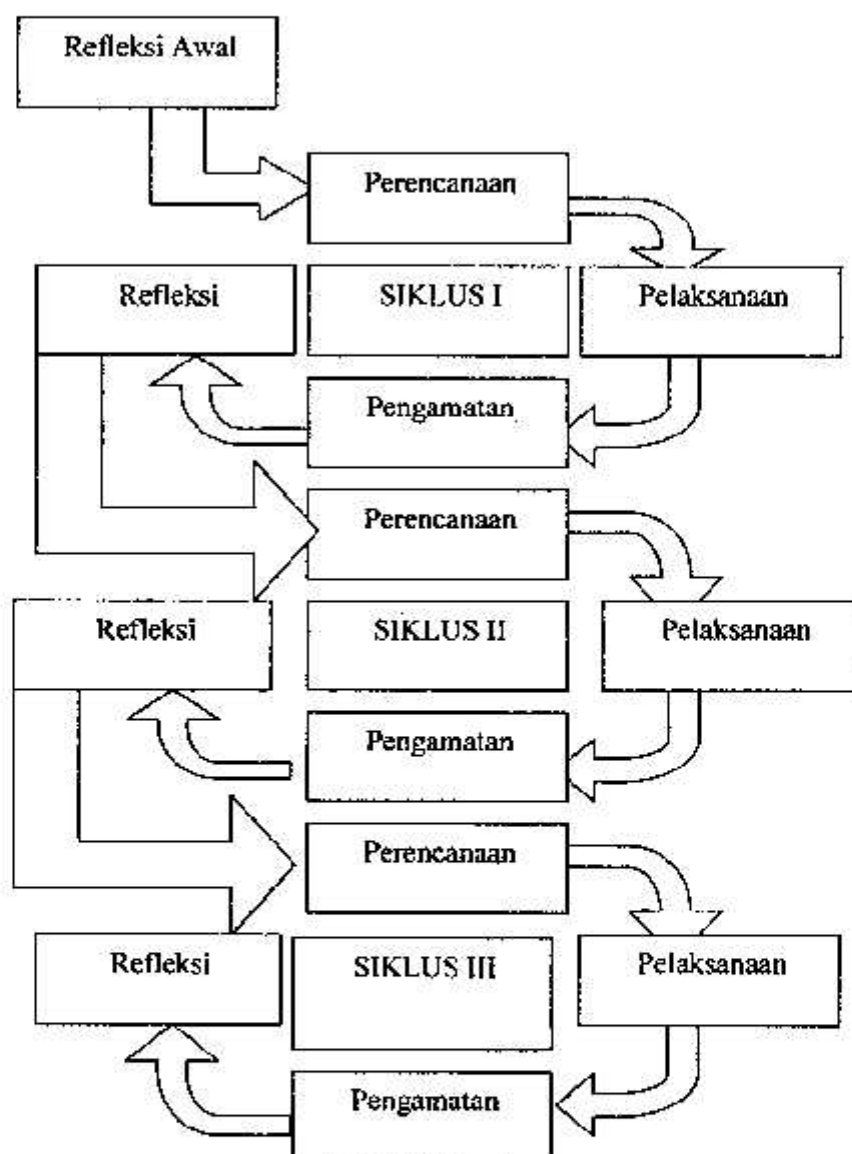 Refleksi Awal
Perencanaan
Refleksi
SIKLUS I
Pelaksanaan
Pengamatan
Perencanaan
Refleksi
SIKLUS II
Pelaksanaan
Pengamatan
Perencanaan
Refleksi
SIKLUS III
Pelaksanaan
Pengamatan